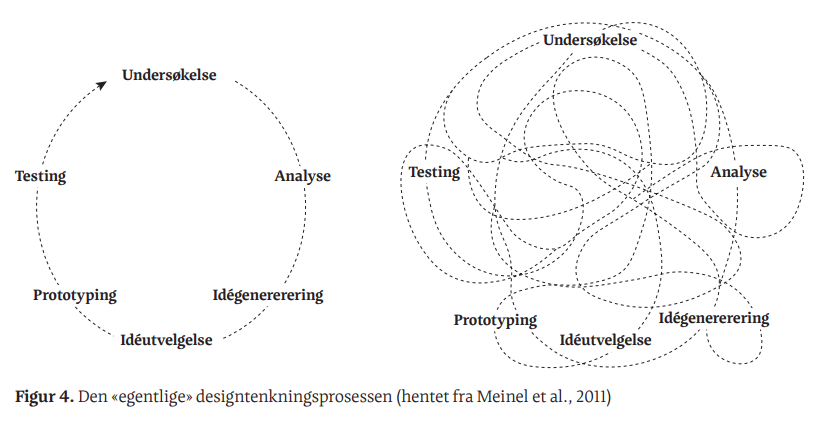 Undersøkelse
Testing
Analyse
Prototyping
Idégenererering
Idéutvelgelse
Undersøkelse
Testing
Analyse
Prototyping
Idégenererering
Idéutvelgelse
Figur 4. Den «egentlige» designtenkningsprosessen (hentet fra Meinel et al., 2011)